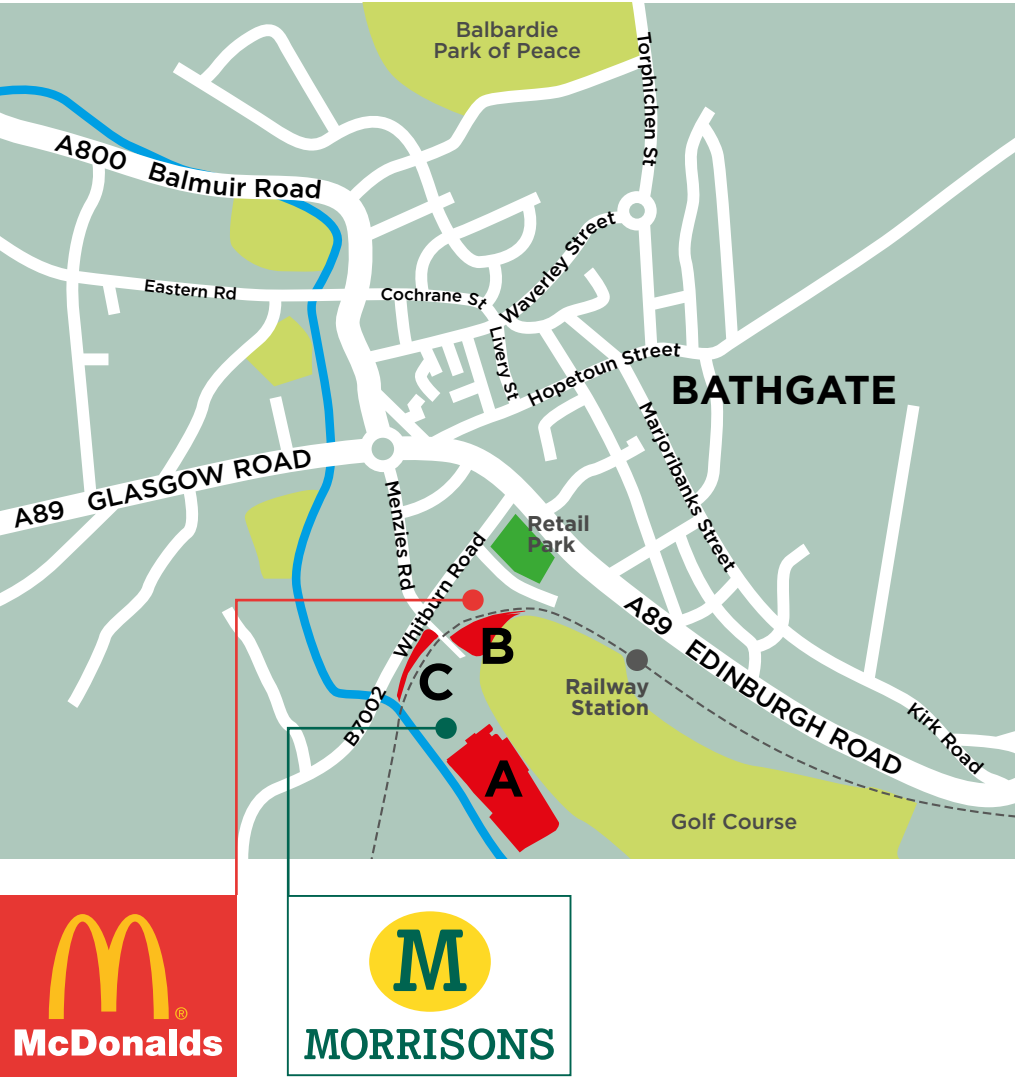 Balbardie
Park of Peace
Torphichen St
A800 Balmuir Road
Waverley Street
Eastern Rd
Cochrane St
Livery St
Hopetoun Street
BATHGATE
Marjoribanks Street
A89 GLASGOW ROAD
Menzies Rd
Retail
Park
Whitburn Road
A89 EDINBURGH ROAD
B
C
Railway
Station
B7002
Kirk Road
A
Golf Course
M
®
McDonalds
M
MORRISONS